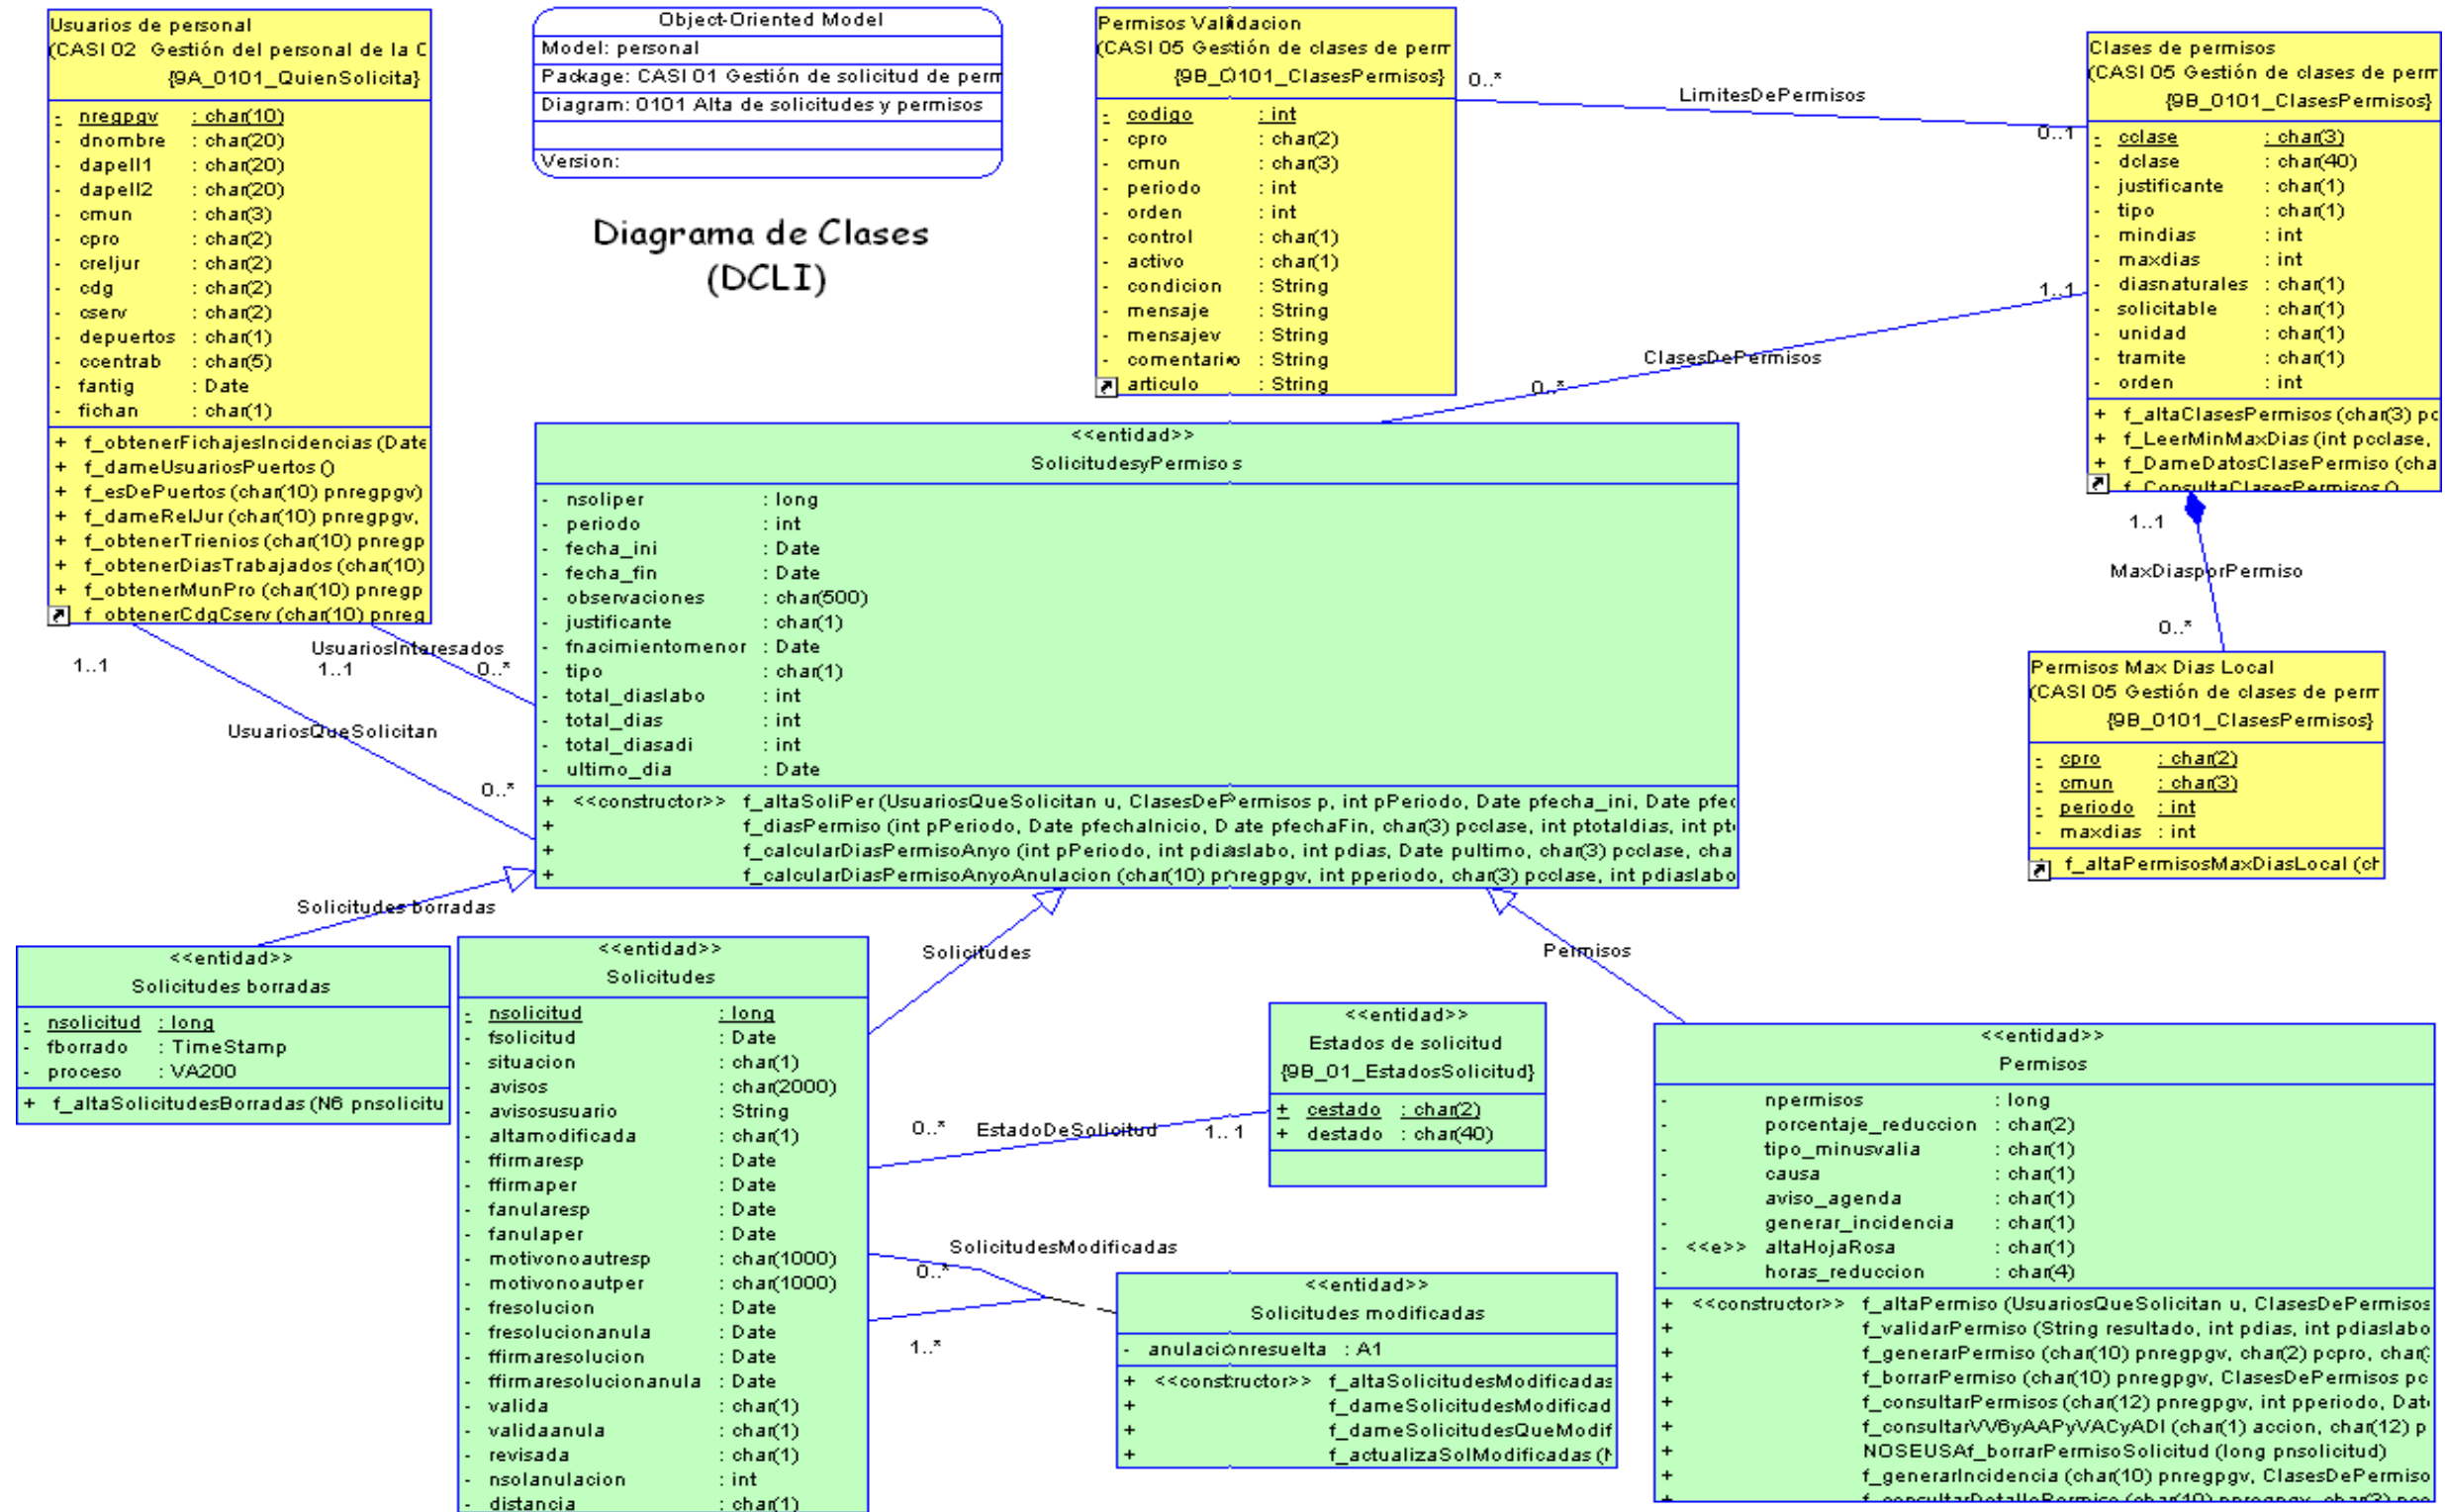 Usuarios de personal
(CASI 02 Gestión del personal de la C
{9A_0101_QuienSolicita}
- nregpgv : char(10)
- dnombre : char(20)
- dapell1 : char(20)
- dapell2 : char(20)
- cmun : char(3)
- cpro : char(2)
- creljur : char(2)
- cdg : char(2)
- cserv : char(2)
- depuertos : char(1)
- ccentrab : char(5)
- fantig : Date
- fichan : char(1)
+ f_obtenerFichajesIncidencias (Date
+ f_dameUsuariosPuertos ()
+ f_esDePuertos (char(10) pnregpgv)
+ f_dameRelJur (char(10) pnregpgv,
+ f_obtenerTrienios (char(10) pnregp
+ f_obtenerDiasTrabajados (char(10)
+ f_obtenerMunPro (char(10) pnregp
f_obtenerCdgCserv (char(10) pnreg
Object-Oriented Model
Model: personal
Package: CASI 01 Gestión de solicitud de perm
Diagram: 0101 Alta de solicitudes y permisos
Version:
Diagrama de Clases
(DCLI)
Permisos Validacion
(CASI 05 Gestión de clases de perm
{9B_0101_ClasesPermisos}
- codigo : int
- cpro : char(2)
- cmun : char(3)
- periodo : int
- orden : int
- control : char(1)
- activo : char(1)
- condicion : String
- mensaje : String
- mensajev : String
- comentario : String
articulo : String
0..*
LimitesDePermisos
0..1
Clases de permisos
(CASI 05 Gestión de clases de perm
{9B_0101_ClasesPermisos}
- cclase : char(3)
- dclase : char(40)
- justificante : char(1)
- tipo : char(1)
- mindias : int
- maxdias : int
- diasnaturales : char(1)
- solicitable : char(1)
- unidad : char(1)
- tramite : char(1)
- orden : int
+ f_altaClasesPermisos (char(3) pc
+ f_LeerMinMaxDias (int pcclase,
+ f_DameDatosClasePermiso (cha
f_ConsultaClasesPermisos ()
1..1
ClasesDePermisos
0..*
1..1
MaxDiasporPermiso
0..*
Permisos Max Dias Local
(CASI 05 Gestión de clases de perm
{9B_0101_ClasesPermisos}
- cpro : char(2)
- cmun : char(3)
- periodo : int
- maxdias : int
f_altaPermisosMaxDiasLocal (ch
<<entidad>>
SolicitudesyPermisos
- nsoliper : long
- periodo : int
- fecha_ini : Date
- fecha_fin : Date
- observaciones : char(500)
- justificante : char(1)
- fnacimientomenor : Date
- tipo : char(1)
- total_diaslabo : int
- total_dias : int
- total_diasadi : int
- ultimo_dia : Date
+ <<constructor>> f_altaSoliPer (UsuariosQueSolicitan u, ClasesDePermisos p, int pPeriodo, Date pfecha_ini, Date pfec
+ f_diasPermiso (int pPeriodo, Date pfechaInicio, Date pfechaFin, char(3) pcclase, int ptotaldias, int pt
+ f_calcularDiasPermisoAnyo (int pPeriodo, int pdiaslabo, int pdias, Date pultimo, char(3) pcclase, cha
+ f_calcularDiasPermisoAnyoAnulacion (char(10) pnregpgv, int pperiodo, char(3) pcclase, int pdiaslabo
UsuariosInteresados
1..1
1..1
0..*
UsuariosQueSolicitan
0..*
Solicitudes borradas
Solicitudes
Permisos
<<entidad>>
Solicitudes borradas
- nsolicitud : long
- fborrado : TimeStamp
- proceso : VA200
+ f_altaSolicitudesBorradas (N6 pnsolicitu
<<entidad>>
Solicitudes
- nsolicitud : long
- fsolicitud : Date
- situacion : char(1)
- avisos : char(2000)
- avisosusuario : String
- altamodificada : char(1)
- ffirmaresp : Date
- ffirmaper : Date
- fanularesp : Date
- fanulaper : Date
- motivonoautresp : char(1000)
- motivonoautper : char(1000)
- fresolucion : Date
- fresolucionanula : Date
- ffirmaresolucion : Date
- ffirmaresolucionanula : Date
- valida : char(1)
- validaanula : char(1)
- revisada : char(1)
- nsolanulacion : int
- distancia : char(1)
0..*
EstadoDeSolicitud
1..1
<<entidad>>
Estados de solicitud
{9B_01_EstadosSolicitud}
+ cestado : char(2)
+ destado : char(40)
SolicitudesModificadas
0..*
1..*
<<entidad>>
Solicitudes modificadas
- anulacionresuelta : A1
+ <<constructor>> f_altaSolicitudesModificadas
+ f_dameSolicitudesModificad
+ f_dameSolicitudesQueModif
+ f_actualizaSolModificadas (N
<<entidad>>
Permisos
- npermisos : long
- porcentaje_reduccion : char(2)
- tipo_minusvalia : char(1)
- causa : char(1)
- aviso_agenda : char(1)
- generar_incidencia : char(1)
- <<e>> altaHojaRosa : char(1)
- horas_reduccion : char(4)
+ <<constructor>> f_altaPermiso (UsuariosQueSolicitan u, ClasesDePermisos
+ f_validarPermiso (String resultado, int pdias, int pdiaslabo
+ f_generarPermiso (char(10) pnregpgv, char(2) pcpro, char(
+ f_borrarPermiso (char(10) pnregpgv, ClasesDePermisos pc
+ f_consultarPermisos (char(12) pnregpgv, int pperiodo, Dat
+ f_consultarVV6yAAPyVACyADI (char(1) accion, char(12) p
+ NOSEUSAf_borrarPermisoSolicitud (long pnsolicitud)
+ f_generarIncidencia (char(10) pnregpgv, ClasesDePermiso
+ f_consultarDetallePermiso (char(10) pnregpgv, char(3) pcc